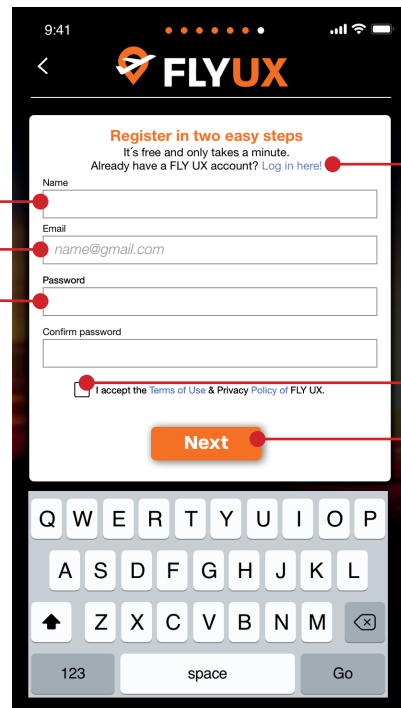 9:41
FLYUX
Register in two easy steps
It´s free and only takes a minute.
Already have a FLY UX account? Log in here!
Name
Email
name@gmail.com
Password
Confirm password
I accept the Terms of Use & Privacy Policy of FLY UX.
Next
Q W E R T Y U I O P
A S D F G H J K L
Z X C V B N M
123 space Go